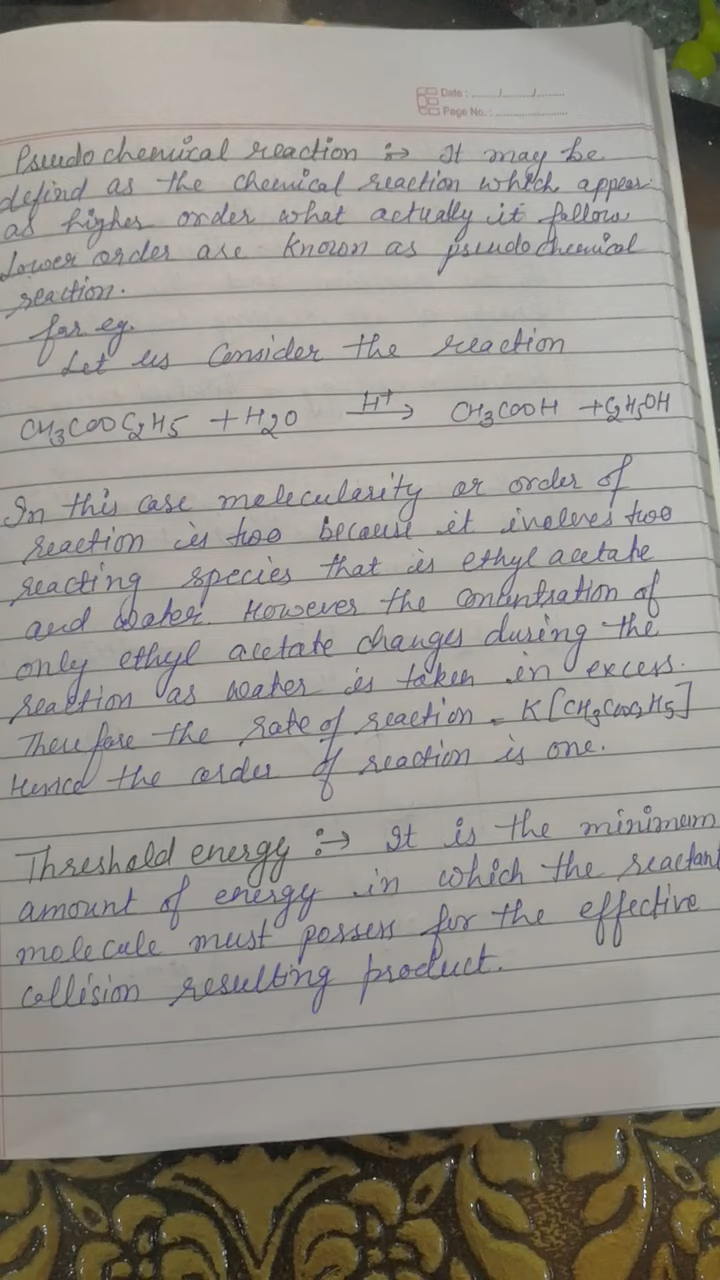 Date : ....../....../.........
Page No. : ........................
Pseudo chemical reaction :→ It may be
defind as the chemical reaction which appear
as higher order what actually it follow
lower order are known as pseudo chemical
reaction.
for eg.
Let us Consider the reaction
CH3COOC2H5 + H2O H+→ CH3COOH + C2H5OH
In this case molecularity or order of
reaction is two because it involves two
reacting species that is ethyl acetate
and water. However the concentration of
only ethyl acetate changes during the
reaction as water is taken in excess.
Therefore the rate of reaction = K[CH3COOC2H5]
Hence the order of reaction is one.
Threshold energy :→ It is the minimum
amount of energy in which the reactant
molecule must possess for the effective
collision resulting product.